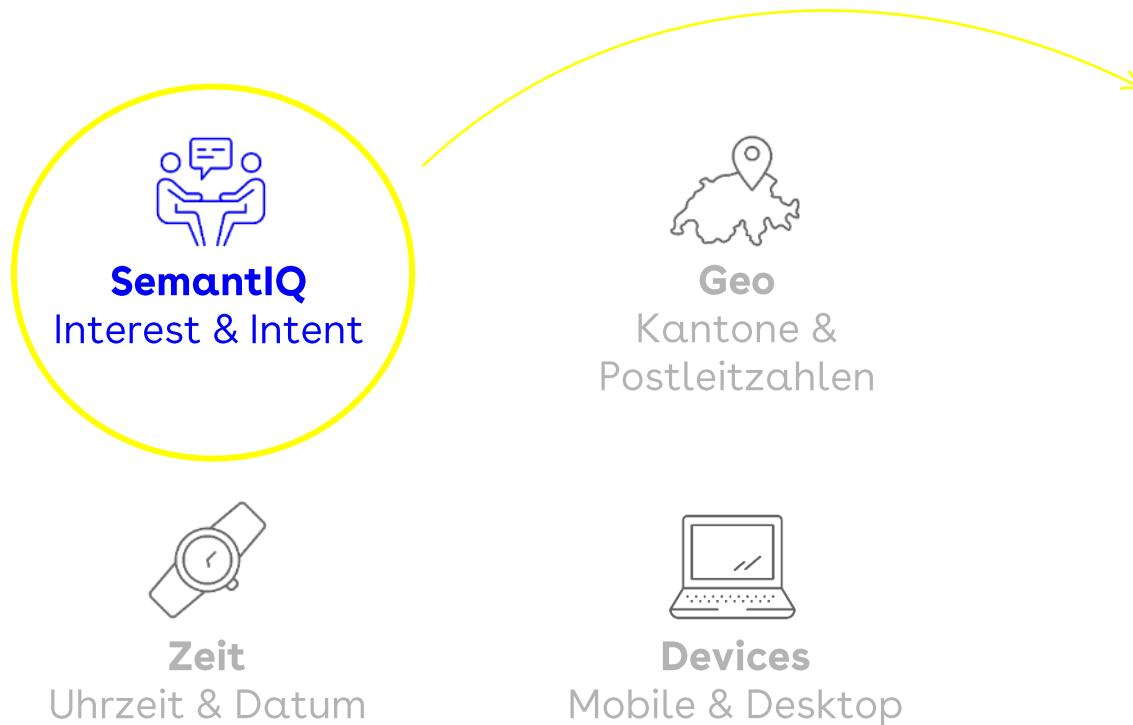 SemantIQ
Interest & Intent
Geo
Kantone &
Postleitzahlen
Zeit
Uhrzeit & Datum
Devices
Mobile & Desktop